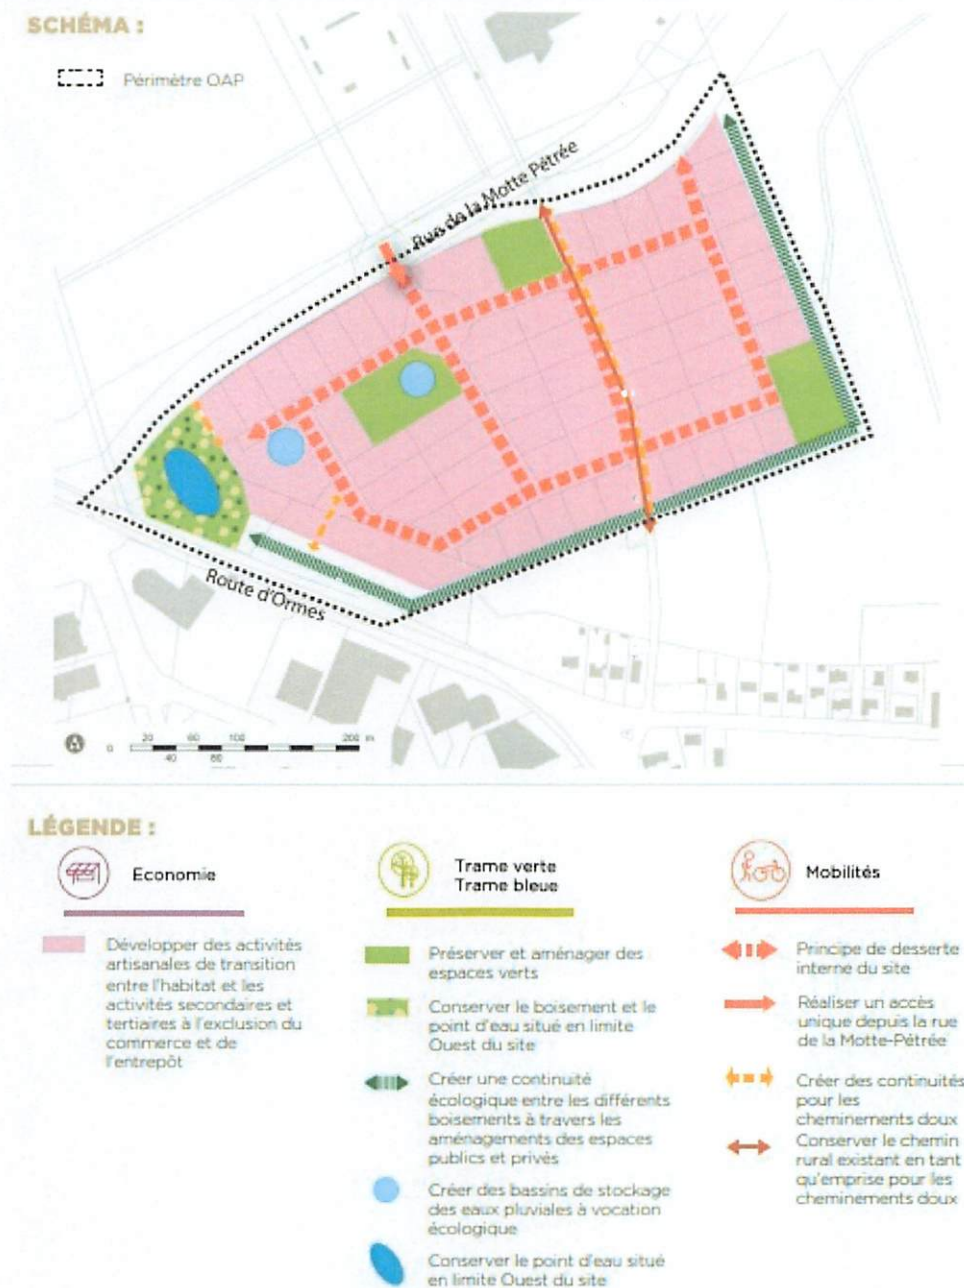 SCHÉMA :
Périmètre OAP
Rue de la Motte Pétrée
Route d'Ormes
0 20 60 100 200 m
40 80
LÉGENDE :
Economie
Développer des activités
artisanales de transition
entre l'habitat et les
activités secondaires et
tertiaires à l'exclusion du
commerce et de
l'entrepôt
Trame verte
Trame bleue
Préserver et aménager des
espaces verts
Conserver le boisement et le
point d'eau situé en limite
Ouest du site
Créer une continuité
écologique entre les différents
boisements à travers les
aménagements des espaces
publics et privés
Créer des bassins de stockage
des eaux pluviales à vocation
écologique
Conserver le point d'eau situé
en limite Ouest du site
Mobilités
Principe de desserte
interne du site
Réaliser un accès
unique depuis la rue
de la Motte-Pétrée
Créer des continuités
pour les
cheminements doux
Conserver le chemin
rural existant en tant
qu'emprise pour les
cheminements doux